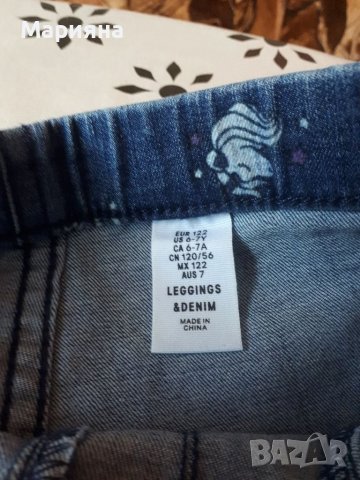 Марияна
EUR 122
US 6-7Y
CA 6-7A
CN 120/56
MX 122
AUS 7
LEGGINGS
&DENIM
MADE IN
CHINA
BAZAR